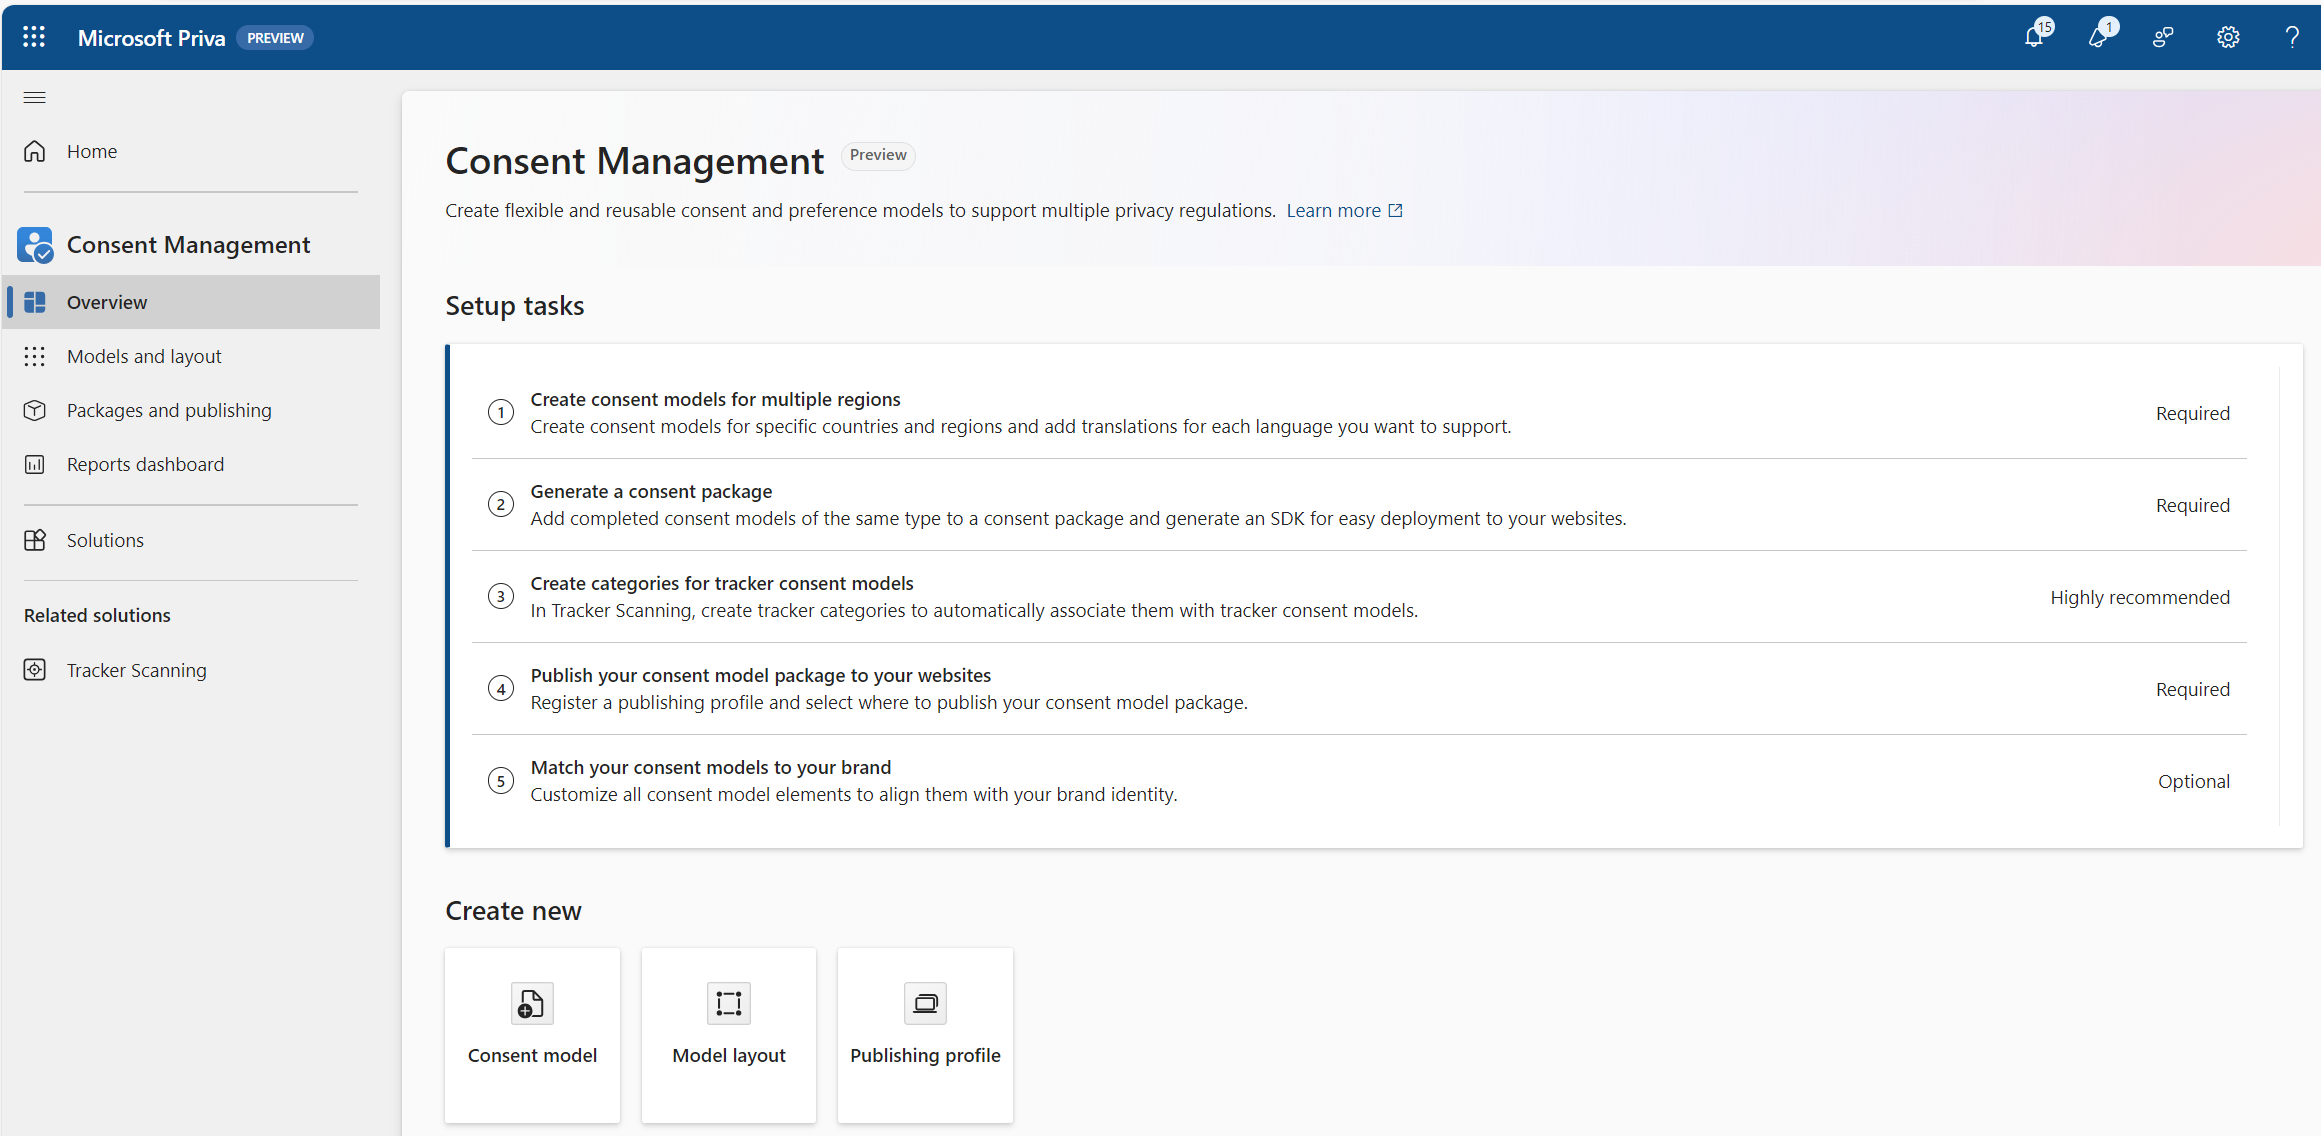 Microsoft Priva PREVIEW
15
1
Home
Consent Management
Overview
Models and layout
Packages and publishing
Reports dashboard
Solutions
Related solutions
Tracker Scanning
Consent Management Preview
Create flexible and reusable consent and preference models to support multiple privacy regulations. Learn more
Setup tasks
1
Create consent models for multiple regions
Create consent models for specific countries and regions and add translations for each language you want to support.
Required
2
Generate a consent package
Add completed consent models of the same type to a consent package and generate an SDK for easy deployment to your websites.
Required
3
Create categories for tracker consent models
In Tracker Scanning, create tracker categories to automatically associate them with tracker consent models.
Highly recommended
4
Publish your consent model package to your websites
Register a publishing profile and select where to publish your consent model package.
Required
5
Match your consent models to your brand
Customize all consent model elements to align them with your brand identity.
Optional
Create new
Consent model
Model layout
Publishing profile